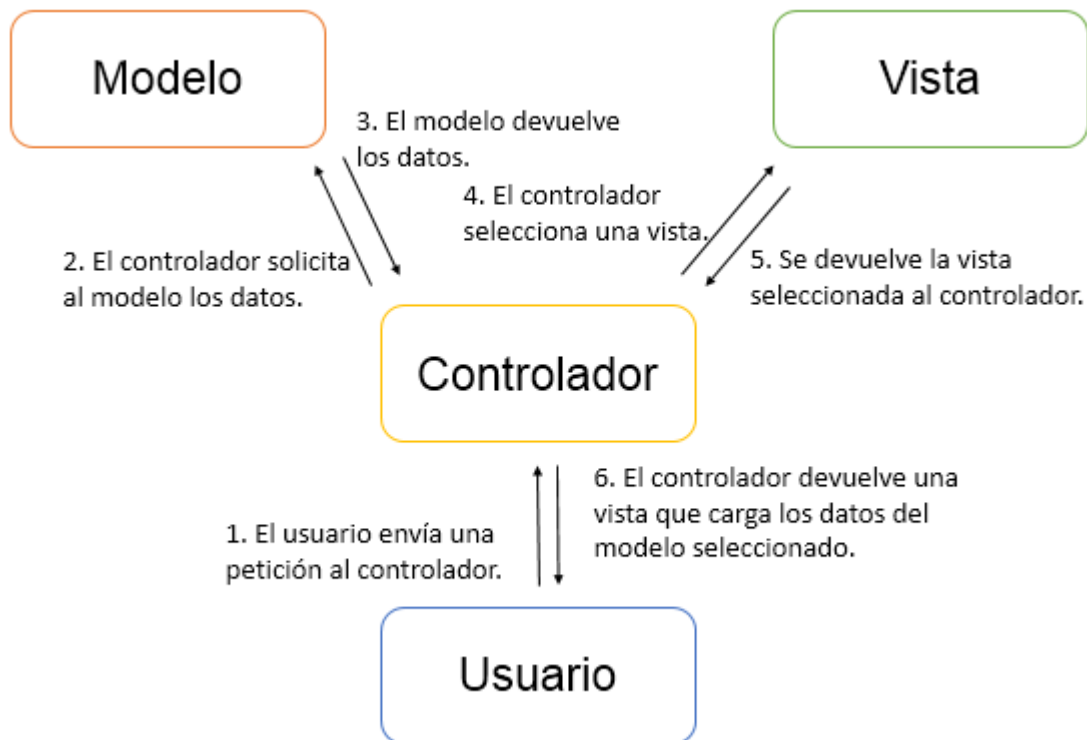 Modelo
Vista
3. El modelo devuelve
los datos.
4. El controlador
selecciona una vista.
2. El controlador solicita
al modelo los datos.
5. Se devuelve la vista
seleccionada al controlador.
Controlador
6. El controlador devuelve una
vista que carga los datos del
modelo seleccionado.
1. El usuario envía una
petición al controlador.
Usuario